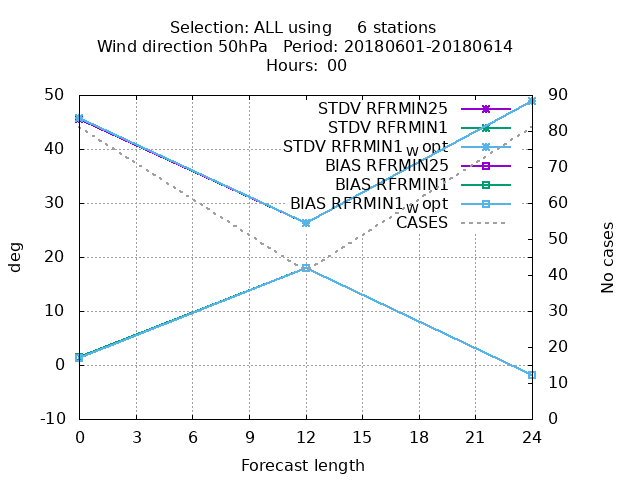 Selection: ALL using     6 stations
Wind direction 50hPa   Period: 20180601-20180614
Hours:  00
STDV RFRMIN25
STDV RFRMIN1
STDV RFRMIN1_W opt
BIAS RFRMIN25
BIAS RFRMIN1
BIAS RFRMIN1_W opt
CASES
50
40
30
20
10
0
-10
deg
90
80
70
60
50
40
30
20
10
0
No cases
0 3 6 9 12 15 18 21 24
Forecast length